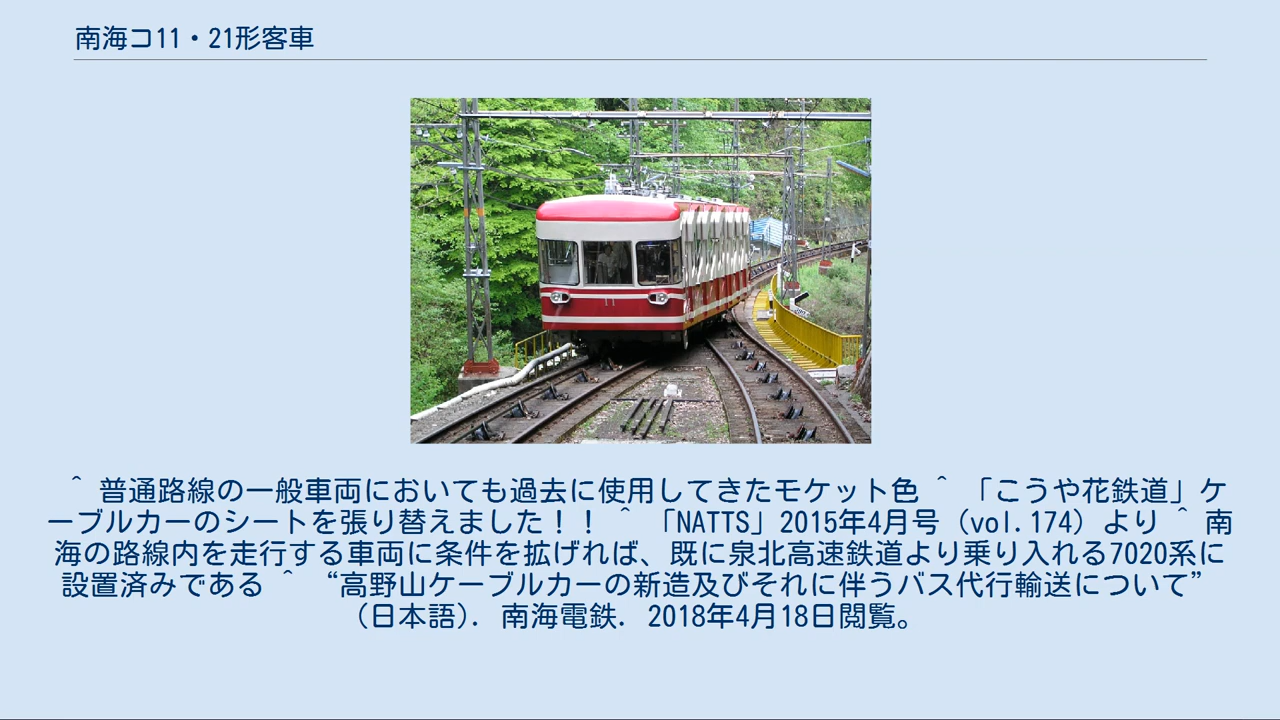 南海コ11・21形客車
11
＾ 普通路線の一般車両においても過去に使用してきたモケット色 ＾ 「こうや花鉄道」ケ
ーブルカーのシートを張り替えました！！ ＾ 「NATTS」2015年4月号（vol.174）より ＾ 南
海の路線内を走行する車両に条件を拡げれば、既に泉北高速鉄道より乗り入れる7020系に
設置済みである ＾ “高野山ケーブルカーの新造及びそれに伴うバス代行輸送について”
（日本語）. 南海電鉄. 2018年4月18日閲覧。